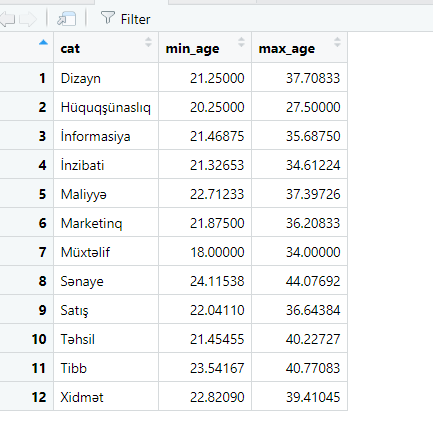 Filter
cat min_age max_age
1 Dizayn 21.25000 37.70833
2 Hüquqşünaslıq 20.25000 27.50000
3 İnformasiya 21.46875 35.68750
4 İnzibati 21.32653 34.61224
5 Maliyyə 22.71233 37.39726
6 Marketinq 21.87500 36.20833
7 Müxtəlif 18.00000 34.00000
8 Sənaye 24.11538 44.07692
9 Satış 22.04110 36.64384
10 Təhsil 21.45455 40.22727
11 Tibb 23.54167 40.77083
12 Xidmət 22.82090 39.41045